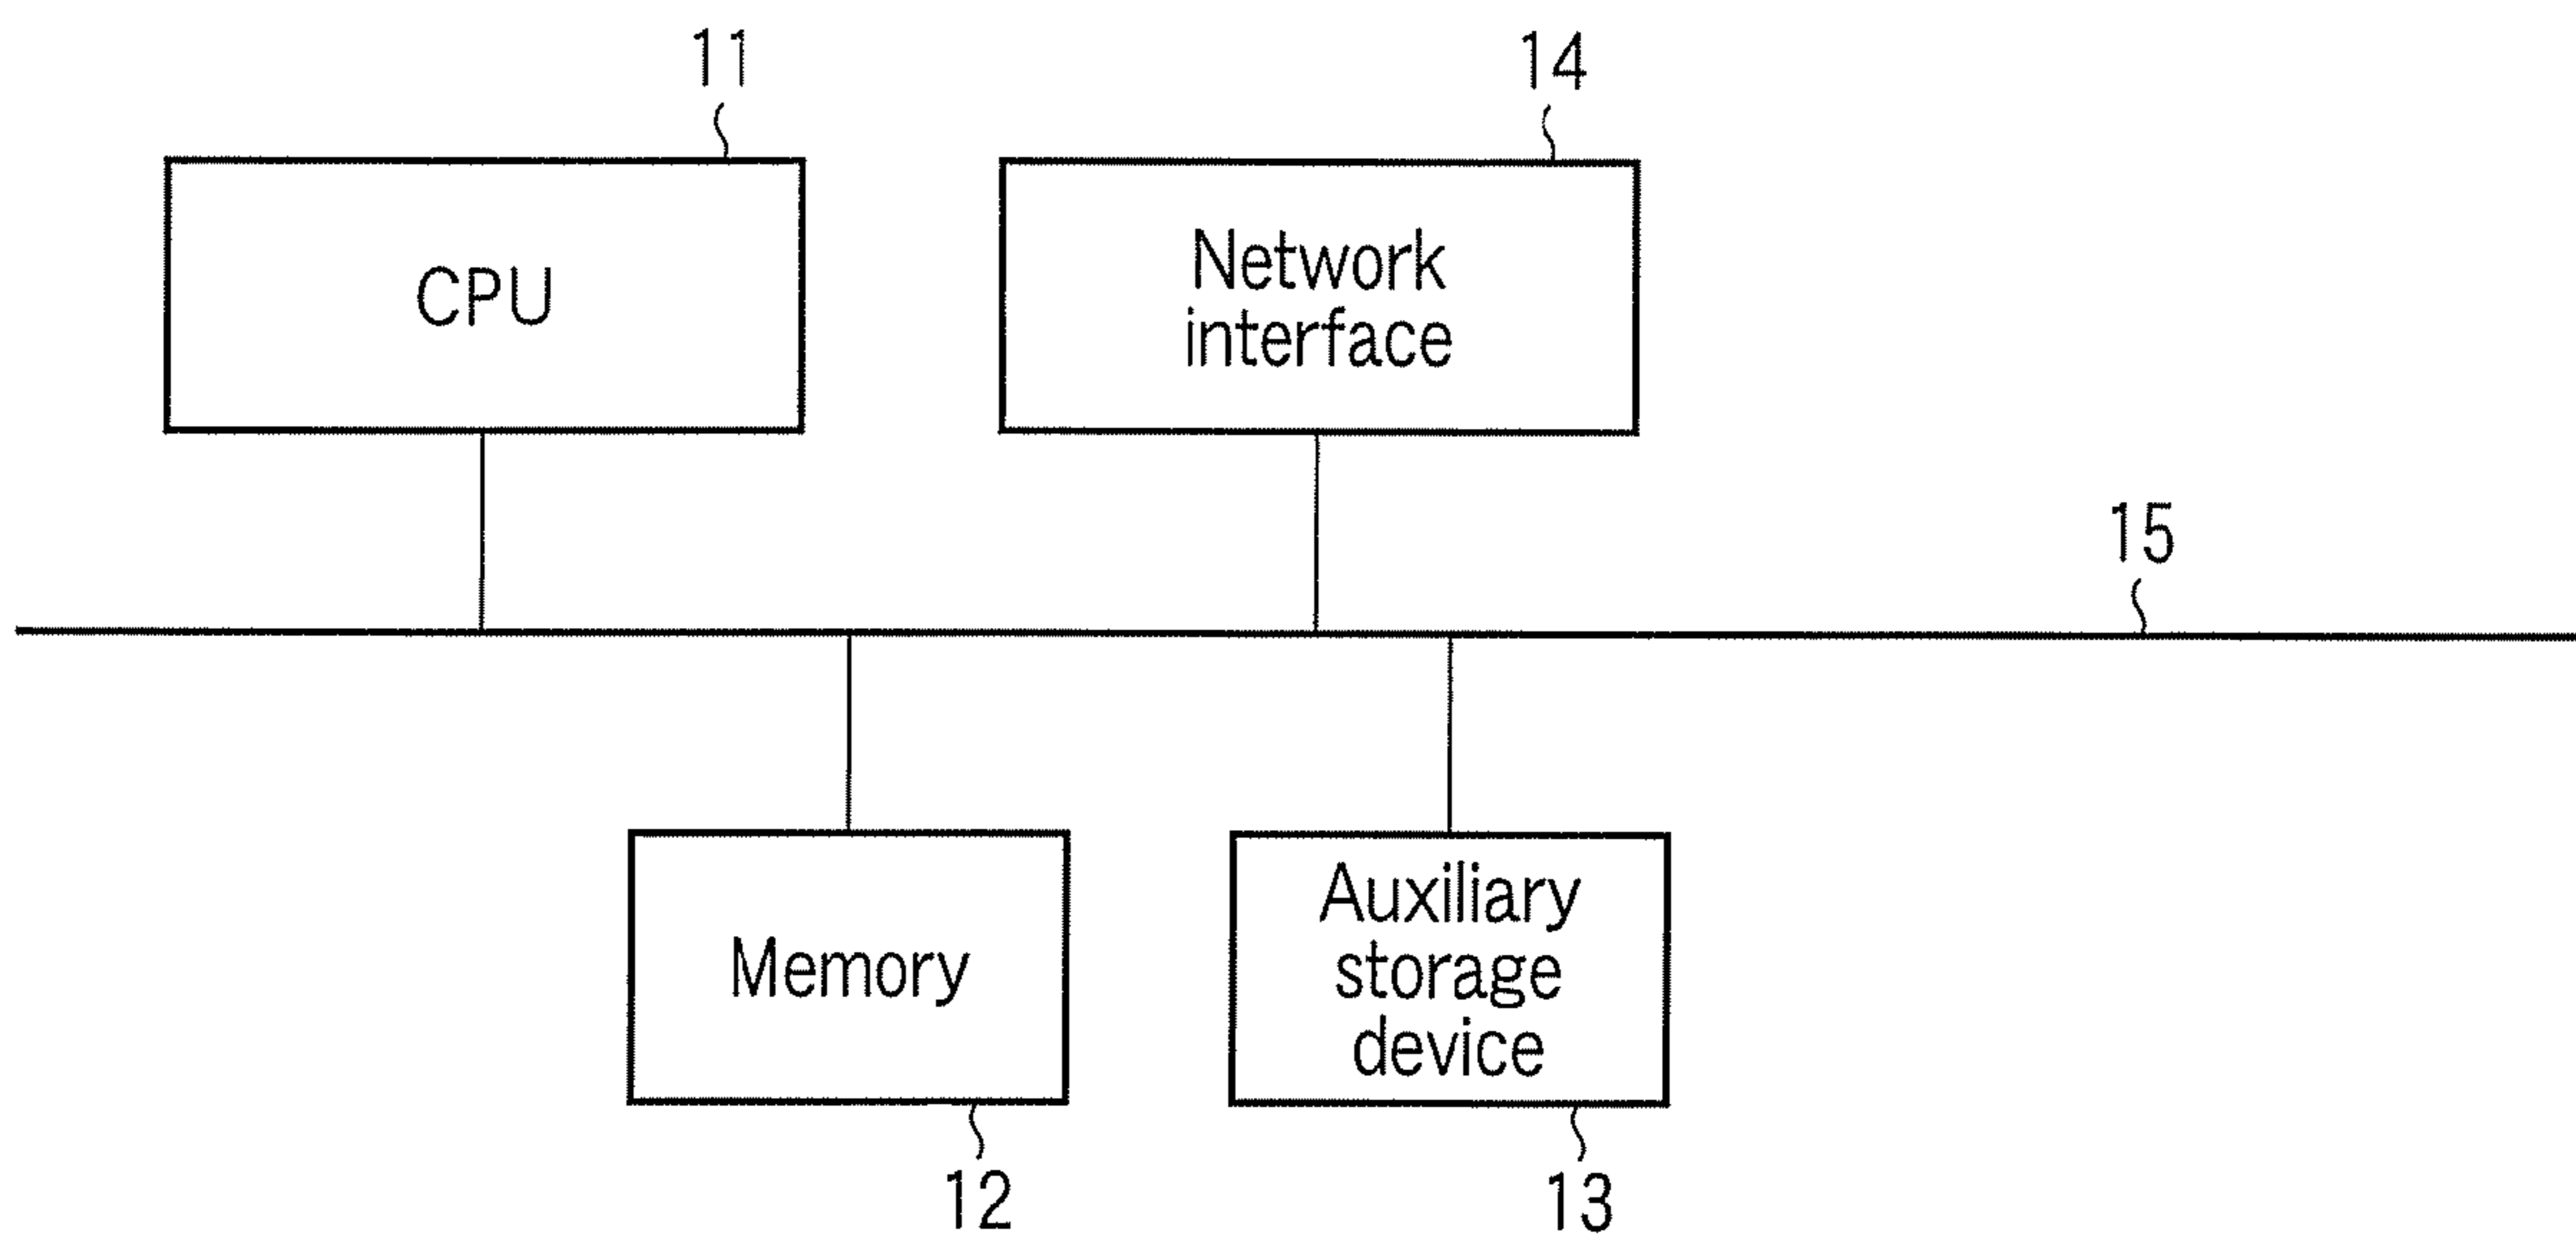 11
14
CPU
Network
interface
15
Memory
Auxiliary
storage
device
12
13